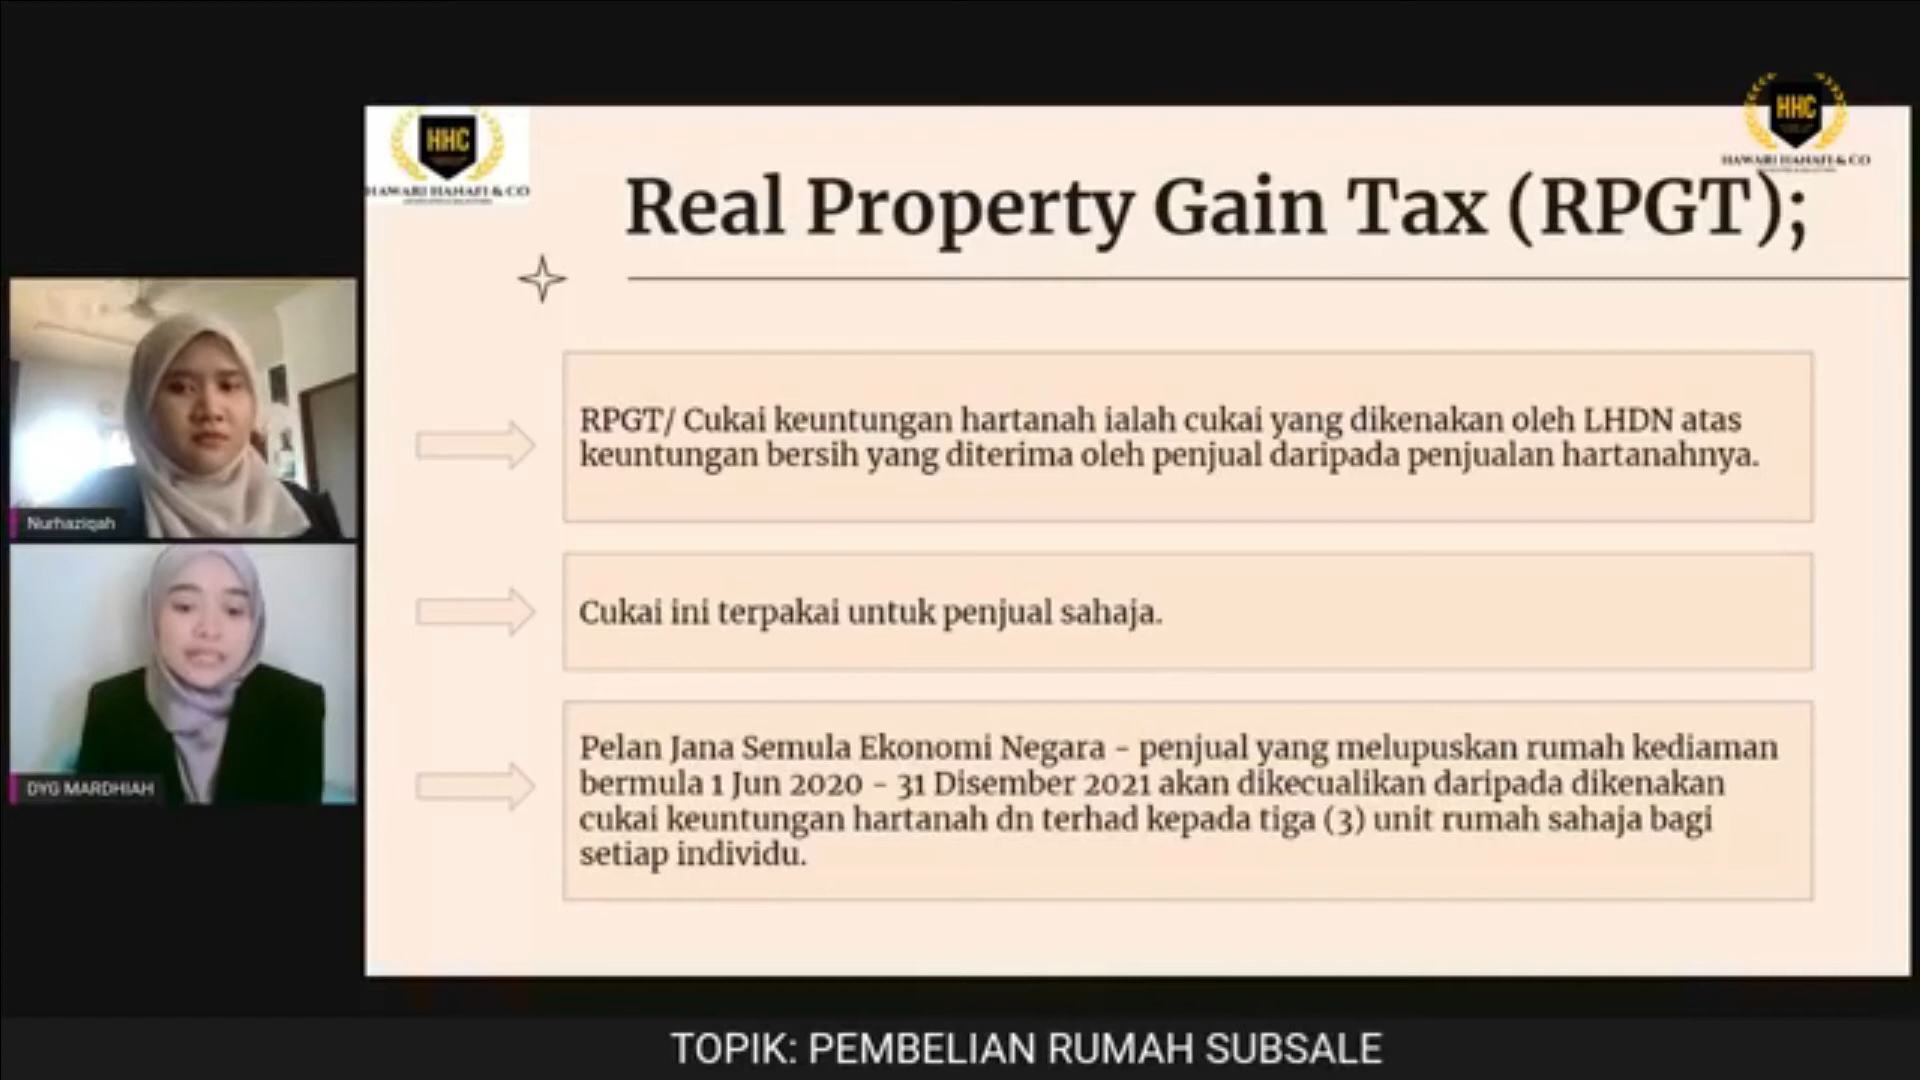 HHC
HAWARI HAHAFI & CO
HHC
HAWARI HAHAFI & CO
Real Property Gain Tax (RPGT);
RPGT/ Cukai keuntungan hartanah ialah cukai yang dikenakan oleh LHDN atas
keuntungan bersih yang diterima oleh penjual daripada penjualan hartanahnya.
Cukai ini terpakai untuk penjual sahaja.
Pelan Jana Semula Ekonomi Negara - penjual yang melupuskan rumah kediaman
bermula 1 Jun 2020 - 31 Disember 2021 akan dikecualikan daripada dikenakan
cukai keuntungan hartanah dn terhad kepada tiga (3) unit rumah sahaja bagi
setiap individu.
Nurhaziqah
DYG MARDHIAH
TOPIK: PEMBELIAN RUMAH SUBSALE